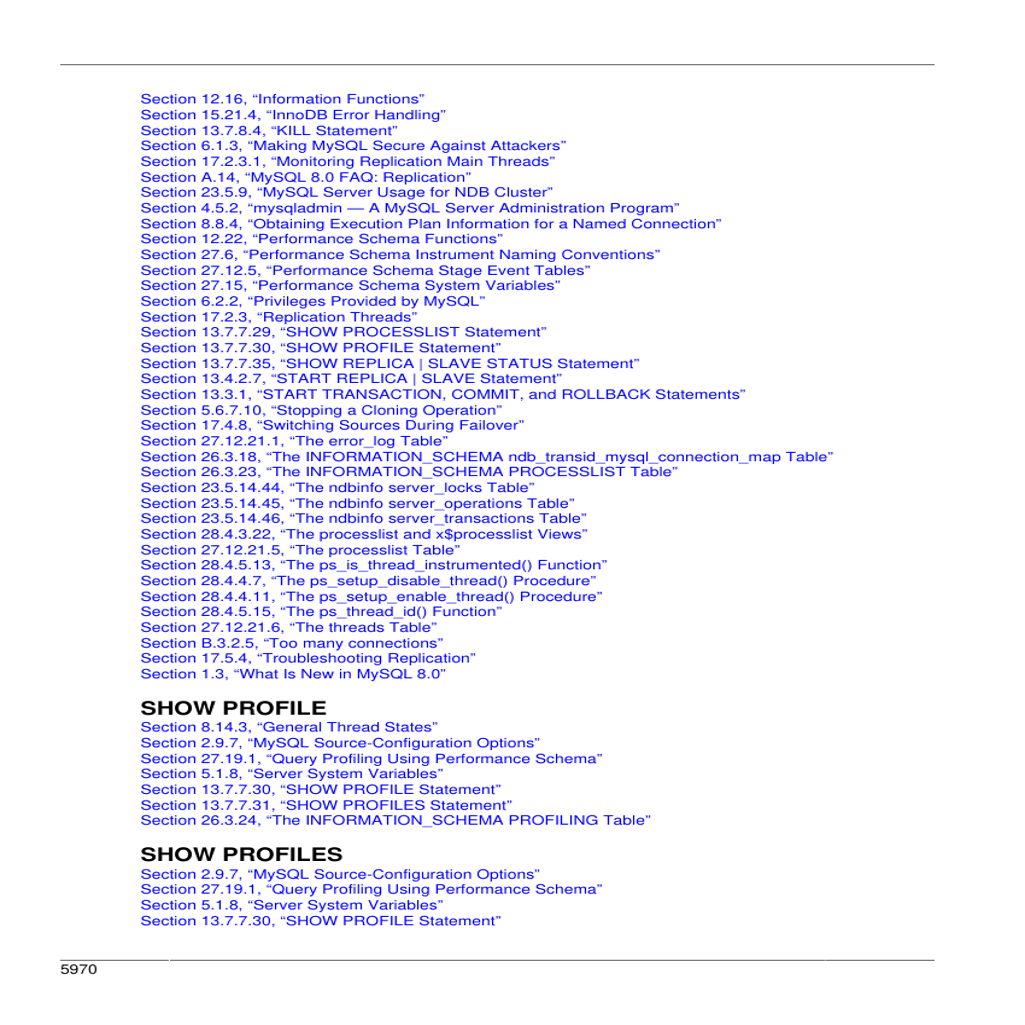 Section 12.16, “Information Functions”
Section 15.21.4, “InnoDB Error Handling”
Section 13.7.8.4, “KILL Statement”
Section 6.1.3, “Making MySQL Secure Against Attackers”
Section 17.2.3.1, “Monitoring Replication Main Threads”
Section A.14, “MySQL 8.0 FAQ: Replication”
Section 23.5.9, “MySQL Server Usage for NDB Cluster”
Section 4.5.2, “mysqladmin — A MySQL Server Administration Program”
Section 8.8.4, “Obtaining Execution Plan Information for a Named Connection”
Section 12.22, “Performance Schema Functions”
Section 27.6, “Performance Schema Instrument Naming Conventions”
Section 27.12.5, “Performance Schema Stage Event Tables”
Section 27.15, “Performance Schema System Variables”
Section 6.2.2, “Privileges Provided by MySQL”
Section 17.2.3, “Replication Threads”
Section 13.7.7.29, “SHOW PROCESSLIST Statement”
Section 13.7.7.30, “SHOW PROFILE Statement”
Section 13.7.7.35, “SHOW REPLICA | SLAVE STATUS Statement”
Section 13.4.2.7, “START REPLICA | SLAVE Statement”
Section 13.3.1, “START TRANSACTION, COMMIT, and ROLLBACK Statements”
Section 5.6.7.10, “Stopping a Cloning Operation”
Section 17.4.8, “Switching Sources During Failover”
Section 27.12.21.1, “The error_log Table”
Section 26.3.18, “The INFORMATION_SCHEMA ndb_transid_mysql_connection_map Table”
Section 26.3.23, “The INFORMATION_SCHEMA PROCESSLIST Table”
Section 23.5.14.44, “The ndbinfo server_locks Table”
Section 23.5.14.45, “The ndbinfo server_operations Table”
Section 23.5.14.46, “The ndbinfo server_transactions Table”
Section 28.4.3.22, “The processlist and x$processlist Views”
Section 27.12.21.5, “The processlist Table”
Section 28.4.5.13, “The ps_is_thread_instrumented() Function”
Section 28.4.4.7, “The ps_setup_disable_thread() Procedure”
Section 28.4.4.11, “The ps_setup_enable_thread() Procedure”
Section 28.4.5.15, “The ps_thread_id() Function”
Section 27.12.21.6, “The threads Table”
Section B.3.2.5, “Too many connections”
Section 17.5.4, “Troubleshooting Replication”
Section 1.3, “What Is New in MySQL 8.0”
SHOW PROFILE
Section 8.14.3, “General Thread States”
Section 2.9.7, “MySQL Source-Configuration Options”
Section 27.19.1, “Query Profiling Using Performance Schema”
Section 5.1.8, “Server System Variables”
Section 13.7.7.30, “SHOW PROFILE Statement”
Section 13.7.7.31, “SHOW PROFILES Statement”
Section 26.3.24, “The INFORMATION_SCHEMA PROFILING Table”
SHOW PROFILES
Section 2.9.7, “MySQL Source-Configuration Options”
Section 27.19.1, “Query Profiling Using Performance Schema”
Section 5.1.8, “Server System Variables”
Section 13.7.7.30, “SHOW PROFILE Statement”
5970